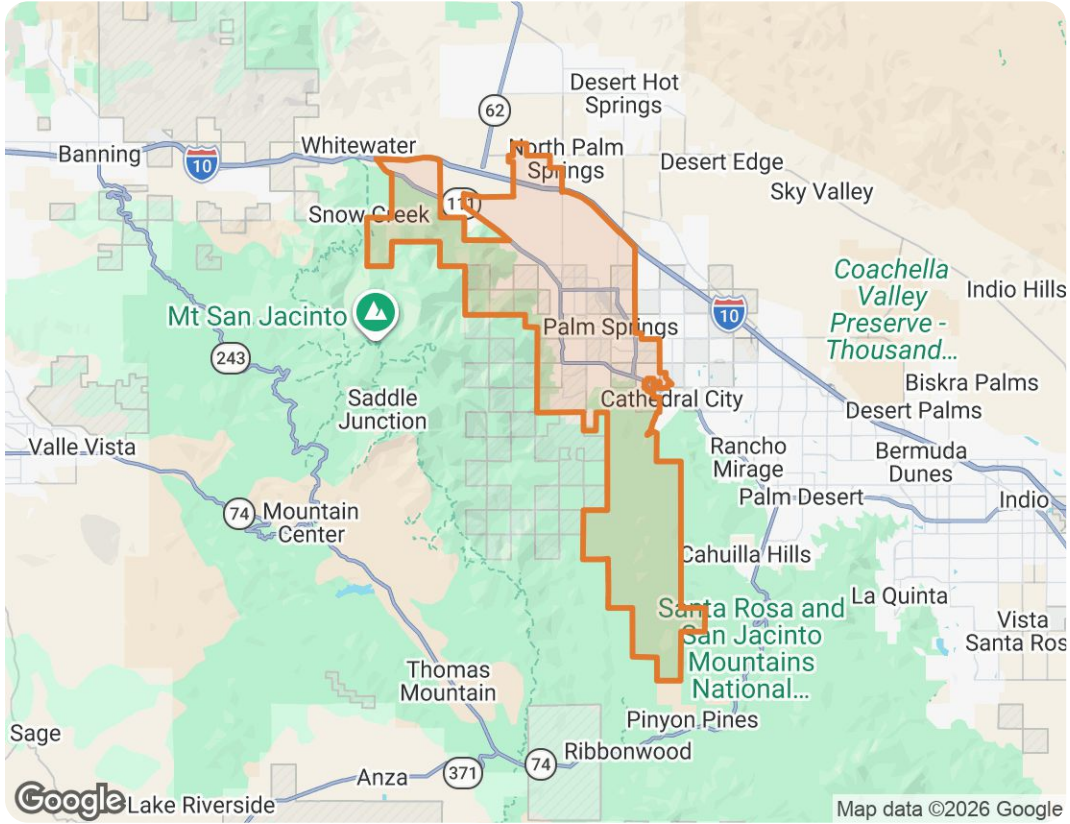 Desert Hot
Springs
62
Whitewater
North Palm
Springs
Banning
10
Desert Edge
Sky Valley
111
Snow Creek
Coachella
Valley
Preserve -
Thousand...
Indio Hills
Mt San Jacinto
10
Palm Springs
243
Biskra Palms
Saddle
Junction
Cathedral City
Desert Palms
Valle Vista
Rancho
Mirage
Bermuda
Dunes
74
Mountain
Center
Palm Desert
Indio
Cahuilla Hills
La Quinta
Santa Rosa and
San Jacinto
Mountains
National...
Vista
Santa Ros
Thomas
Mountain
Pinyon Pines
Sage
Ribbonwood
74
Anza
371
Google
Lake Riverside
Map data ©2026 Google